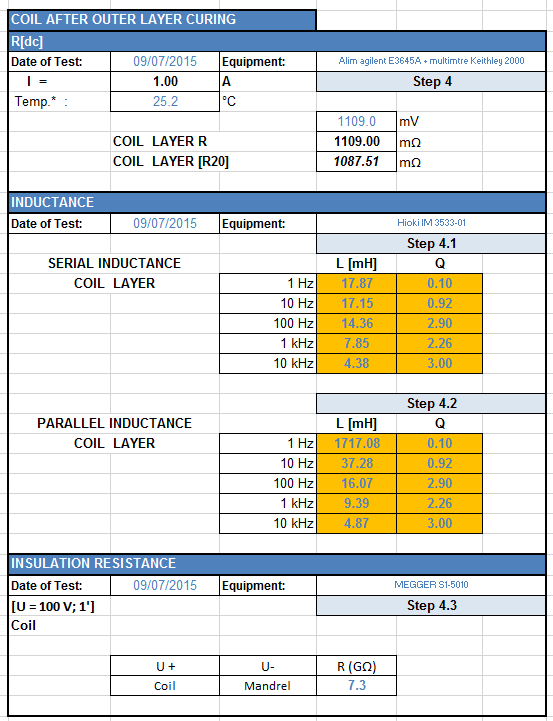 COIL AFTER OUTER LAYER CURING
R[dc]
Date of Test: 09/07/2015 Equipment: Alim agilent E3645A + multimtre Keithley 2000
I = 1.00 A Step 4
Temp.* : 25.2 °C
1109.0 mV
COIL LAYER R 1109.00 mΩ
COIL LAYER [R20] 1087.51 mΩ
INDUCTANCE
Date of Test: 09/07/2015 Equipment: Hioki IM 3533-01
Step 4.1
SERIAL INDUCTANCE L [mH] Q
COIL LAYER 1 Hz 17.87 0.10
10 Hz 17.15 0.92
100 Hz 14.36 2.90
1 kHz 7.85 2.26
10 kHz 4.38 3.00
Step 4.2
PARALLEL INDUCTANCE L [mH] Q
COIL LAYER 1 Hz 1717.08 0.10
10 Hz 37.28 0.92
100 Hz 16.07 2.90
1 kHz 9.39 2.26
10 kHz 4.87 3.00
INSULATION RESISTANCE
Date of Test: 09/07/2015 Equipment: MEGGER S1-5010
[U = 100 V; 1'] Step 4.3
Coil
U + U- R (GΩ)
Coil Mandrel 7.3